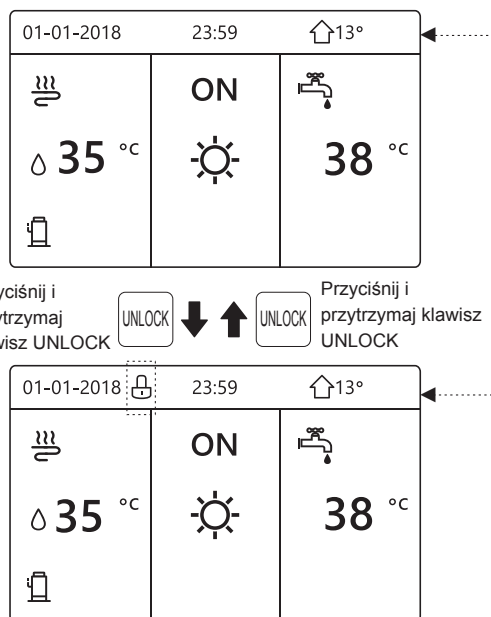 01-01-2018 23:59 13°
ON
35 °C 38 °C
UNLOCK UNLOCK
Przyciśnij i
przytrzymaj klawisz
UNLOCK
01-01-2018 23:59 13°
ON
35 °C 38 °C